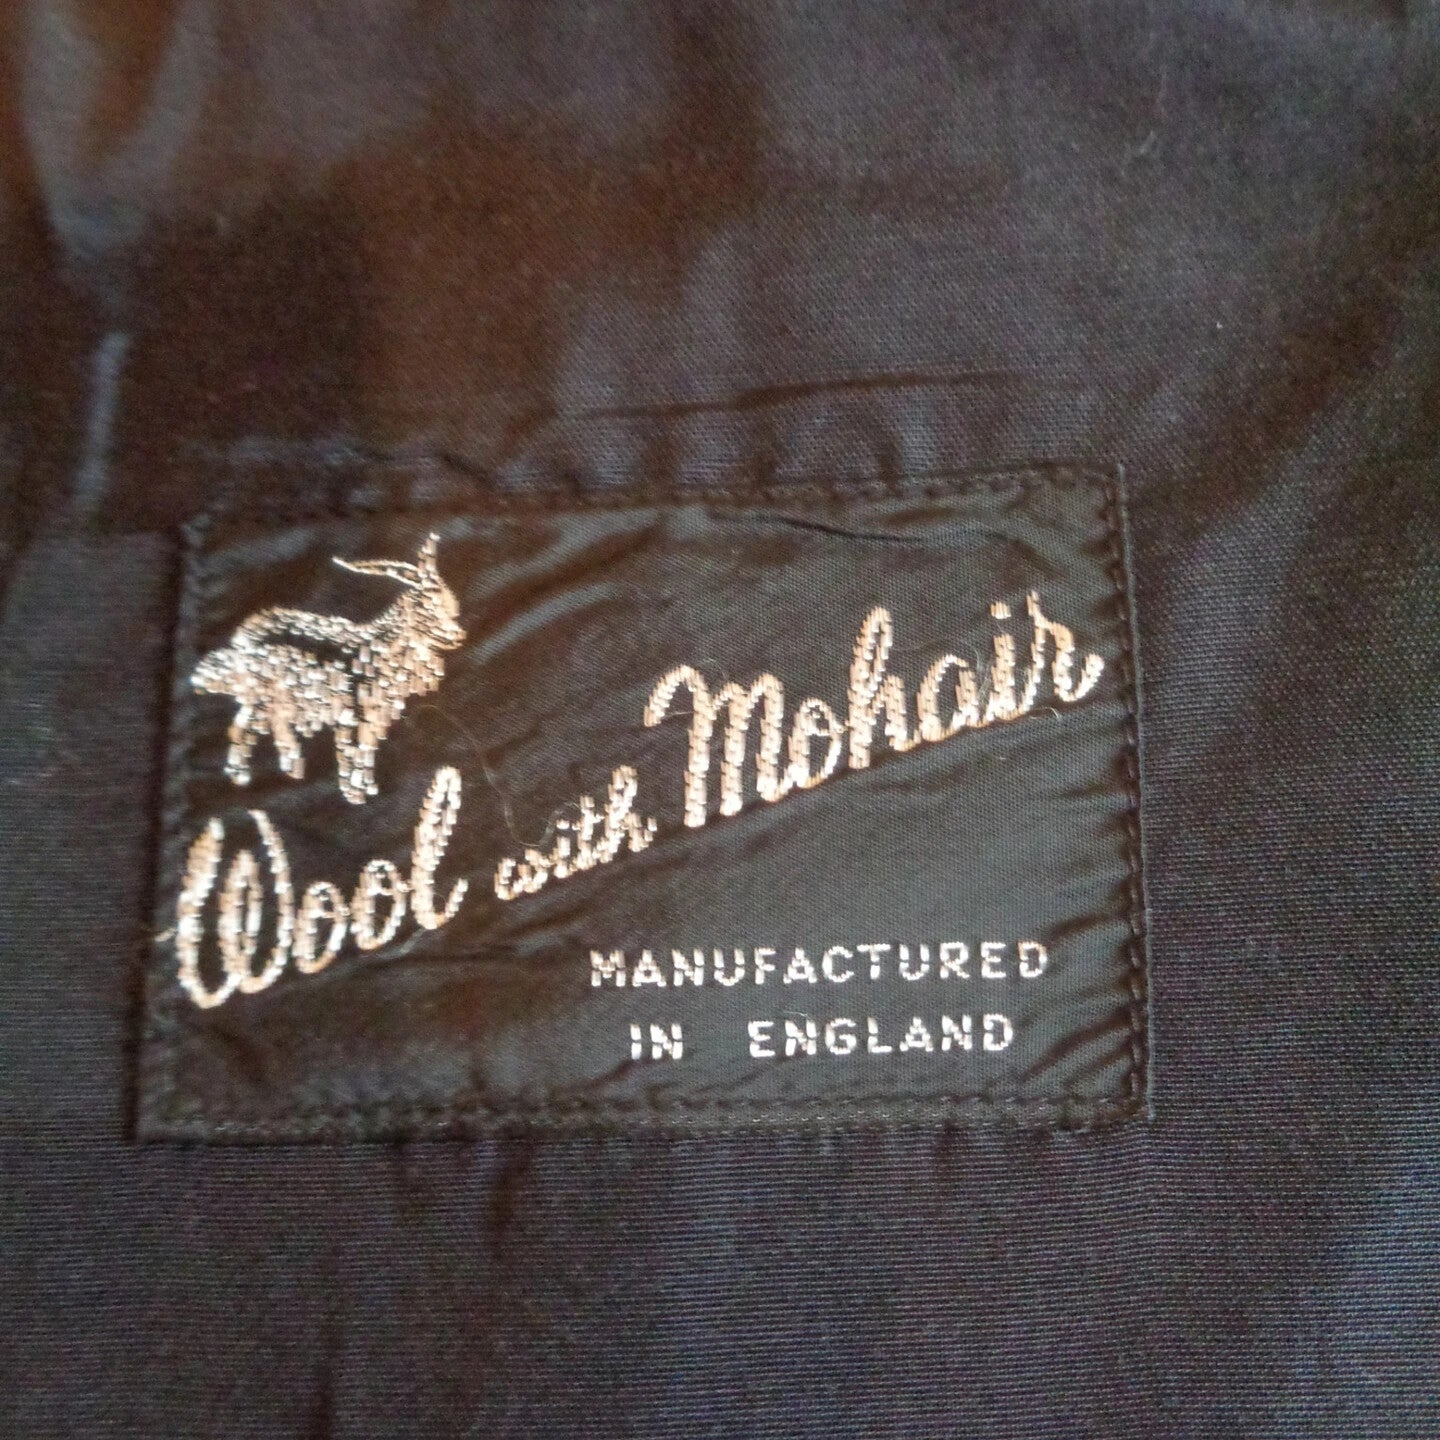 Wool with Mohair
MANUFACTURED
IN ENGLAND